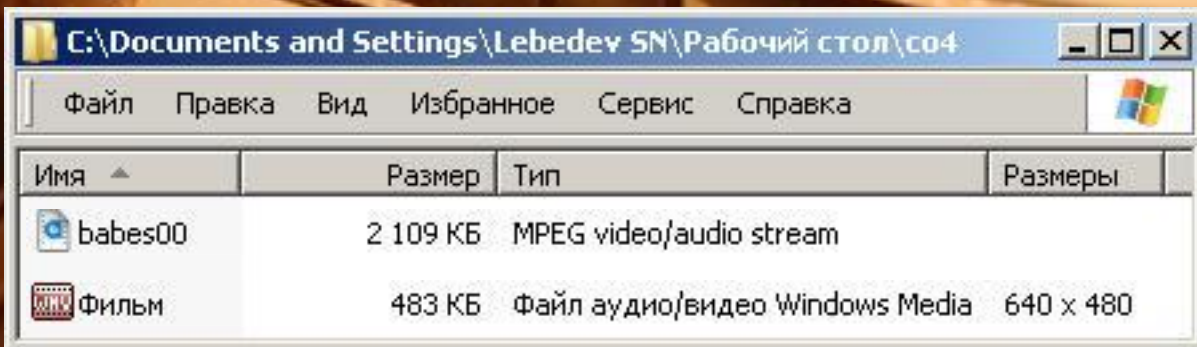 C:\Documents and Settings\Lebedev SN\Рабочий стол\со4
Файл Правка Вид Избранное Сервис Справка
Имя Размер Тип Размеры
babes00 2 109 КБ MPEG video/audio stream
Фильм 483 КБ Файл аудио/видео Windows Media 640 x 480